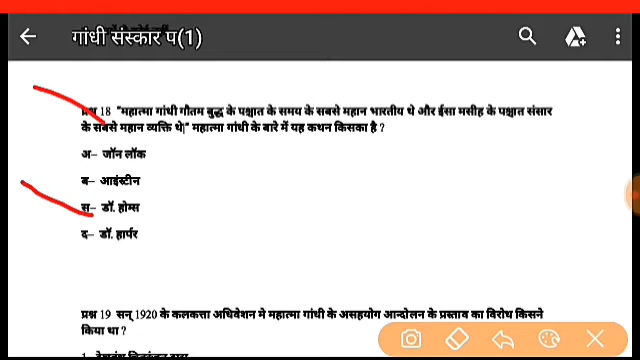 गांधी संस्कार प(1)
प्रश्न 18 "महात्मा गांधी गौतम बुद्ध के पश्चात के समय के सबसे महान भारतीय थे और ईसा मसीह के पश्चात संसार
के सबसे महान व्यक्ति थे|" महात्मा गांधी के बारे में यह कथन किसका है ?
अ– जॉन लॉक
ब– आइंस्टीन
स– डॉ. होम्स
द– डॉ. हार्पर
प्रश्न 19 सन् 1920 के कलकत्ता अधिवेशन मे महात्मा गांधी के असहयोग आन्दोलन के प्रस्ताव का विरोध किसने
किया था ?